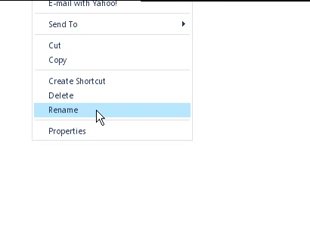 E-mail with Yahoo!
Send To
Cut
Copy
Create Shortcut
Delete
Rename
Properties